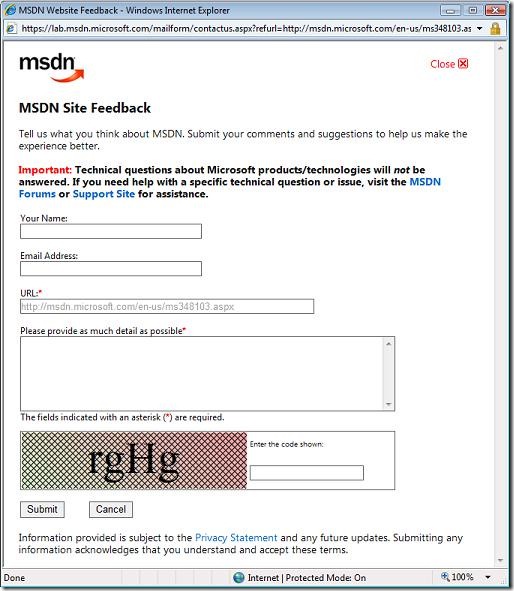 MSDN Website Feedback - Windows Internet Explorer
https://lab.msdn.microsoft.com/mailform/contactus.aspx?refurl=http://msdn.microsoft.com/en-us/ms348103.as
msdn
Close
MSDN Site Feedback
Tell us what you think about MSDN. Submit your comments and suggestions to help us make the
experience better.
Important: Technical questions about Microsoft products/technologies will not be
answered. If you need help with a specific technical question or issue, visit the MSDN
Forums or Support Site for assistance.
Your Name:
Email Address:
URL:*
http://msdn.microsoft.com/en-us/ms348103.aspx
Please provide as much detail as possible*
The fields indicated with an asterisk (*) are required.
rgHg
Enter the code shown:
Submit Cancel
Information provided is subject to the Privacy Statement and any future updates. Submitting any
information acknowledges that you understand and accept these terms.
Done Internet | Protected Mode: On 100%